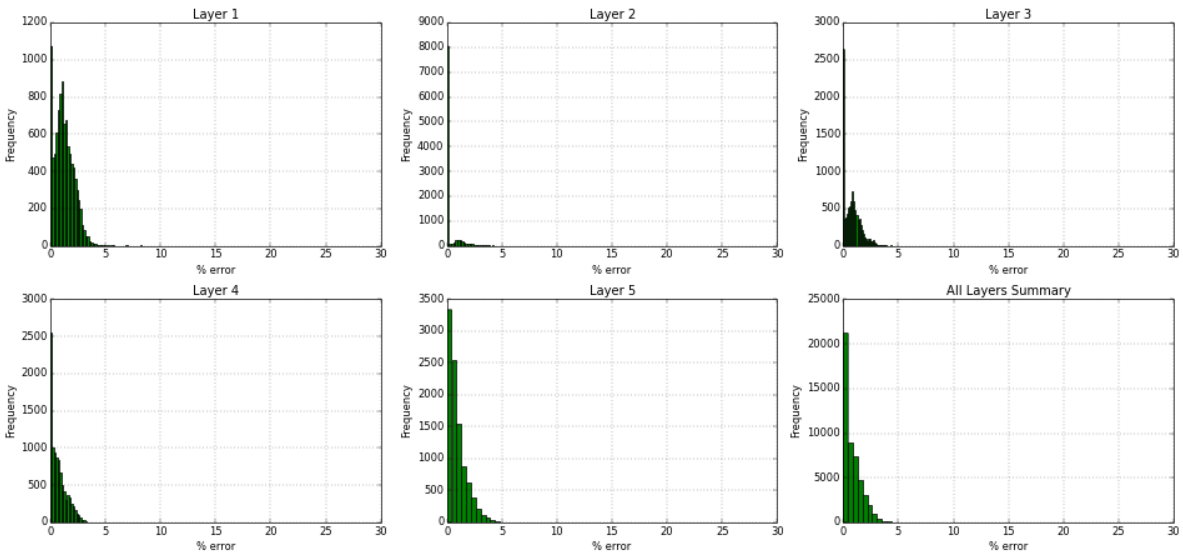 Layer 1
1200
1000
800
600
400
200
0
Frequency
0 5 10 15 20 25 30
% error
Layer 2
9000
8000
7000
6000
5000
4000
3000
2000
1000
0
Frequency
0 5 10 15 20 25 30
% error
Layer 3
3000
2500
2000
1500
1000
500
0
Frequency
0 5 10 15 20 25 30
% error
Layer 4
3000
2500
2000
1500
1000
500
0
Frequency
0 5 10 15 20 25 30
% error
Layer 5
3500
3000
2500
2000
1500
1000
500
0
Frequency
0 5 10 15 20 25 30
% error
All Layers Summary
25000
20000
15000
10000
5000
0
Frequency
0 5 10 15 20 25 30
% error